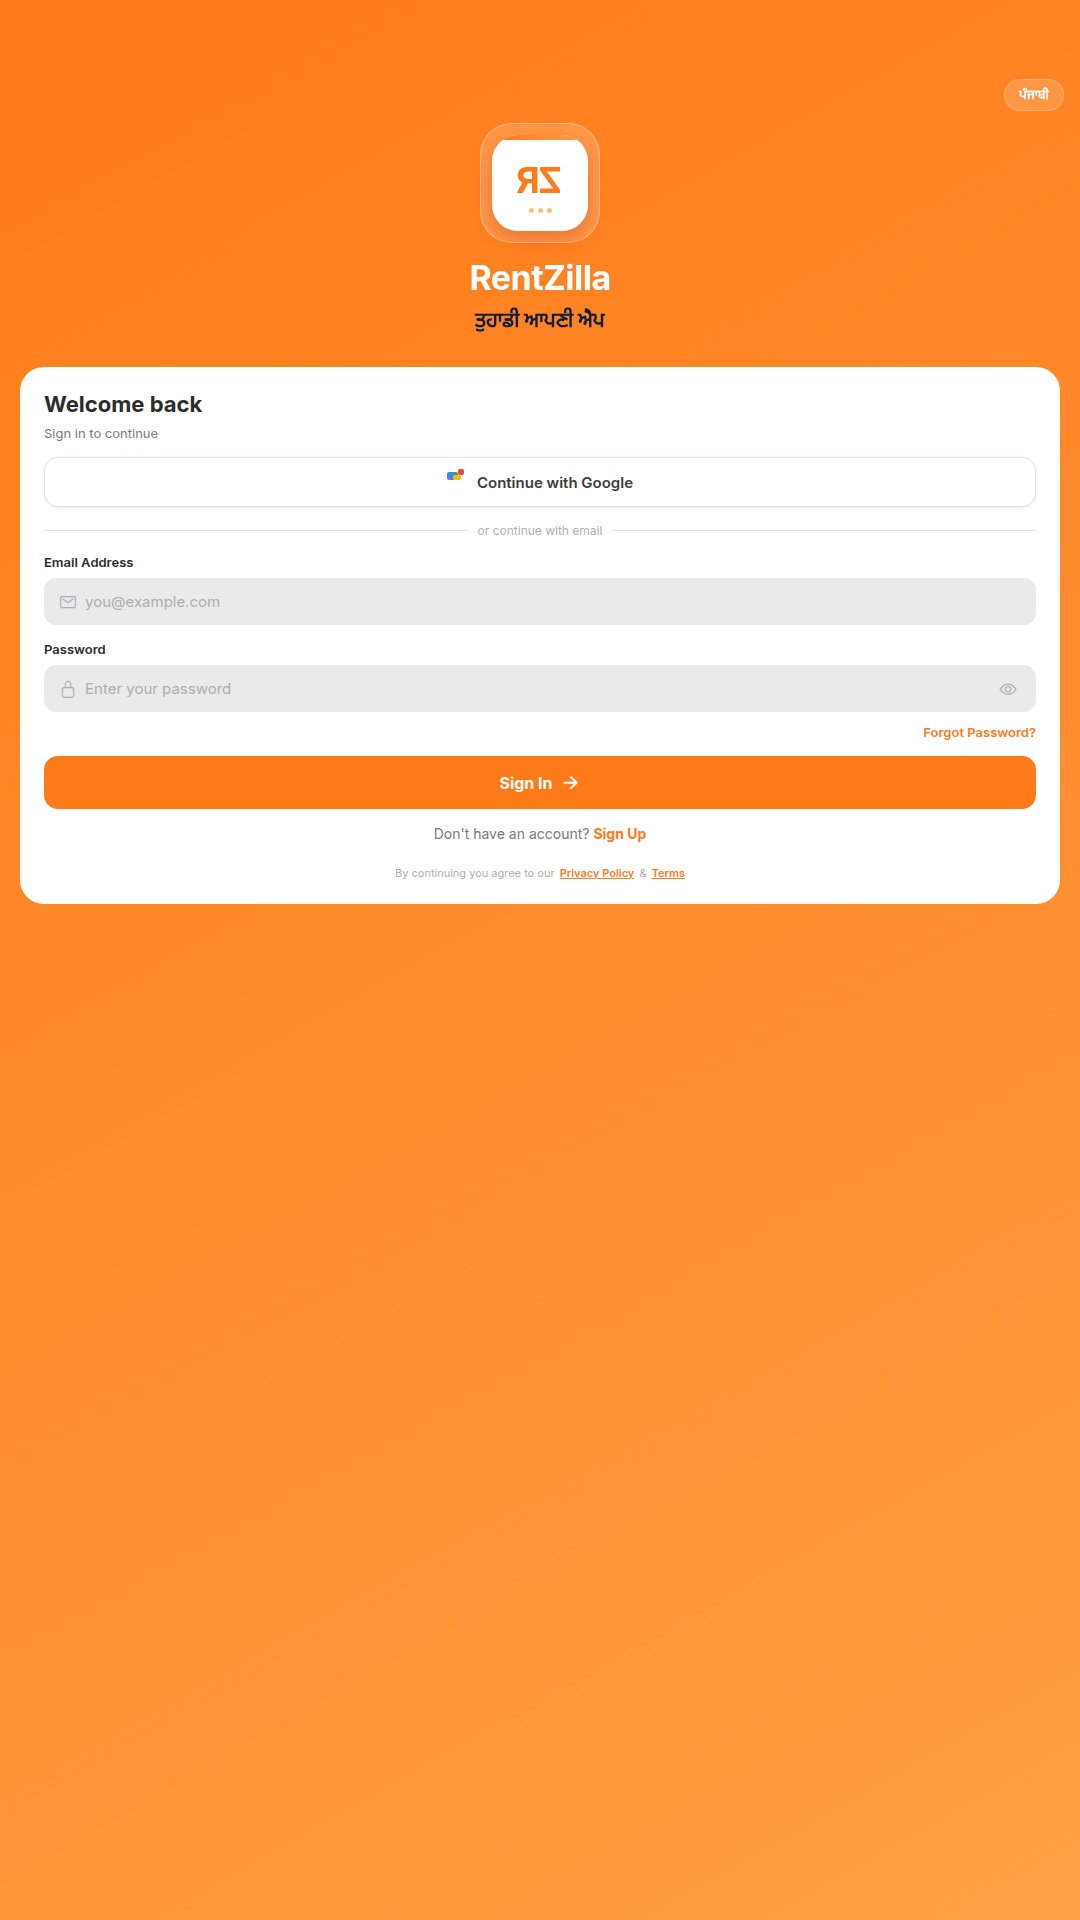 ਪੰਜਾਬੀ
RZ
RentZilla
ਤੁਹਾਡੀ ਆਪਣੀ ਐਪ
Welcome back
Sign in to continue
Continue with Google
or continue with email
Email Address
you@example.com
Password
Enter your password
Forgot Password?
Sign In →
Don't have an account? Sign Up
By continuing you agree to our Privacy Policy & Terms